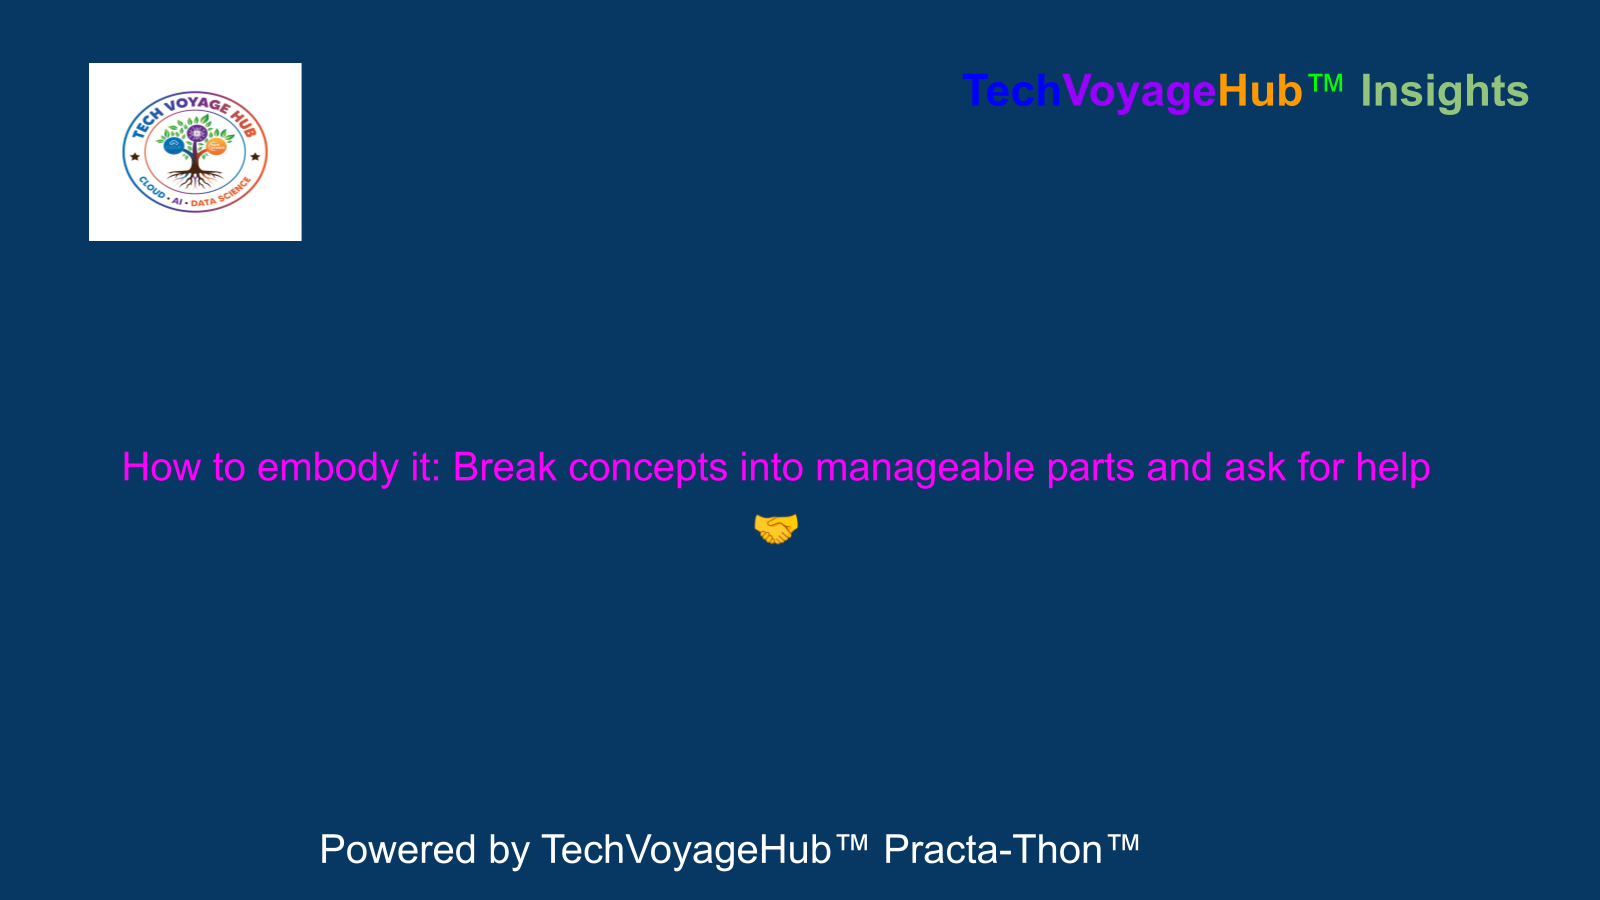 TECH VOYAGE HUB
CLOUD • AI • DATA SCIENCE
TechVoyageHub™ Insights
How to embody it: Break concepts into manageable parts and ask for help
🤝
Powered by TechVoyageHub™ Practa-Thon™